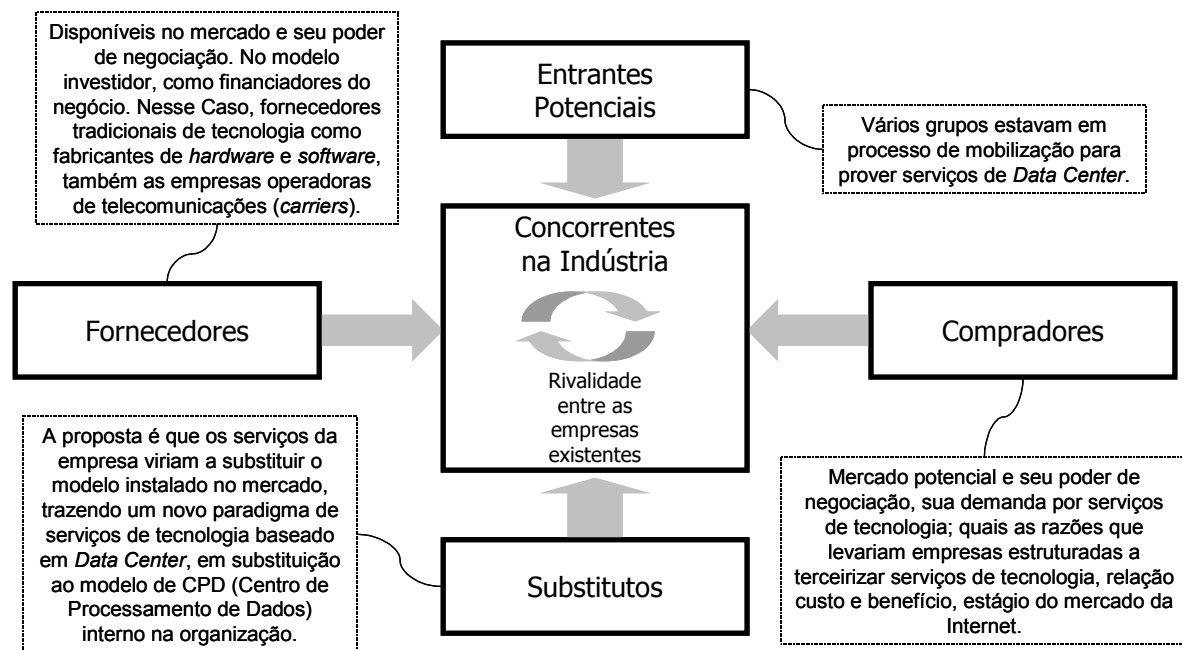 Disponíveis no mercado e seu poder
de negociação. No modelo
investidor, como financiadores do
negócio. Nesse Caso, fornecedores
tradicionais de tecnologia como
fabricantes de hardware e software,
também as empresas operadoras
de telecomunicações (carriers).
Entrantes
Potenciais
Vários grupos estavam em
processo de mobilização para
prover serviços de Data Center.
Fornecedores
Concorrentes
na Indústria
Rivalidade
entre as
empresas
existentes
Compradores
A proposta é que os serviços da
empresa viriam a substituir o
modelo instalado no mercado,
trazendo um novo paradigma de
serviços de tecnologia baseado
em Data Center, em substituição
ao modelo de CPD (Centro de
Processamento de Dados)
interno na organização.
Substitutos
Mercado potencial e seu poder de
negociação, sua demanda por serviços
de tecnologia; quais as razões que
levariam empresas estruturadas a
terceirizar serviços de tecnologia, relação
custo e benefício, estágio do mercado da
Internet.